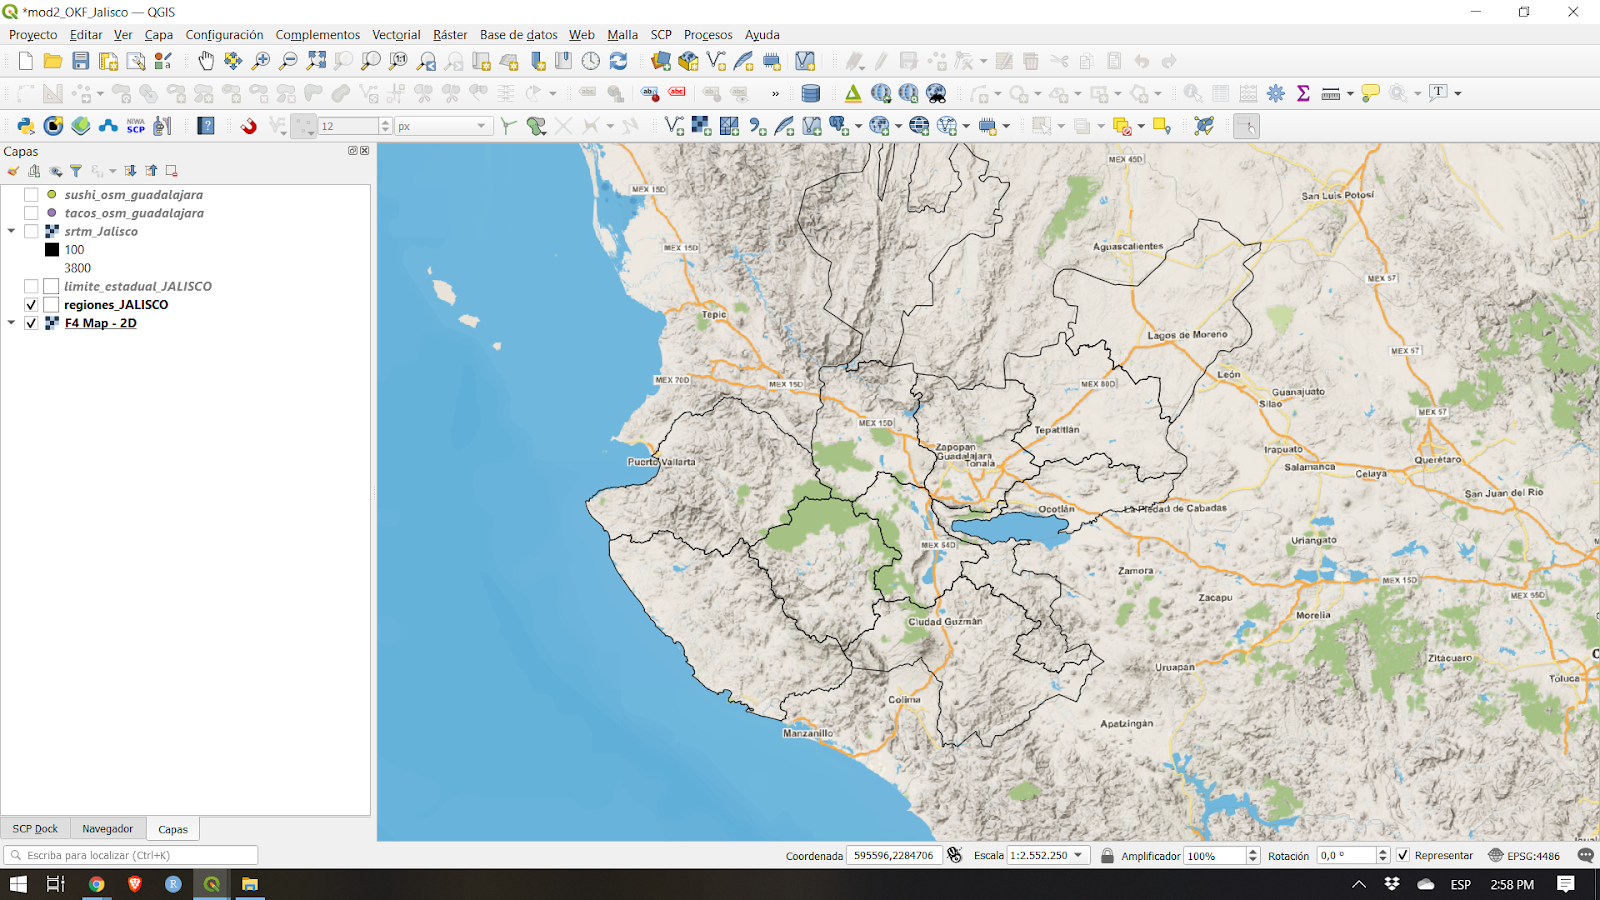 *mod2_OKF_Jalisco — QGIS
Proyecto Editar Ver Capa Configuración Complementos Vectorial Ráster Base de datos Web Malla SCP Procesos Ayuda
12 px
Capas
sushi_osm_guadalajara
tacos_osm_guadalajara
srtm_Jalisco
100
3800
limite_estadual_JALISCO
regiones_JALISCO
F4 Map - 2D
MEX 45D
MEX 15D
San Luis Potosí
MEX 15D
Aguascalientes
MEX 57
Tepic
Lagos de Moreno
MEX 57
MEX 70D
MEX 15D
MEX 80D
León
Guanajuato
Silao
MEX 57
MEX 15D
Tepatitlán
Zapopan
Guadalajara
Tonala
Irapuato
Querétaro
Puerto Vallarta
Salamanca
Celaya
San Juan del Río
Ocotlán
La Piedad de Cabadas
Uriangato
MEX 54D
Zamora
MEX 15D
Zacapu
MEX 55D
Morelia
Ciudad Guzmán
Zitácuaro
Uruapan
Toluca
Colima
Apatzingán
Manzanillo
SCP Dock Navegador Capas
Escriba para localizar (Ctrl+K) Coordenada 595596,2284706 Escala 1:2.552.250 Amplificador 100% Rotación 0,0 ° Representar EPSG:4486
ESP 2:58 PM